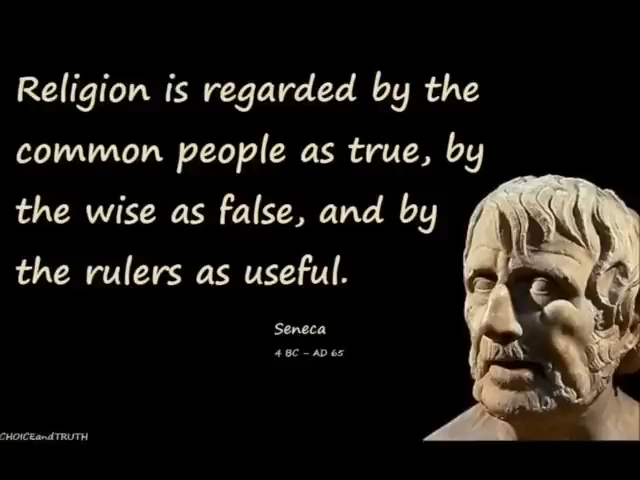 Religion is regarded by the
common people as true, by
the wise as false, and by
the rulers as useful.
Seneca
4 BC – AD 65
CHOICEandTRUTH